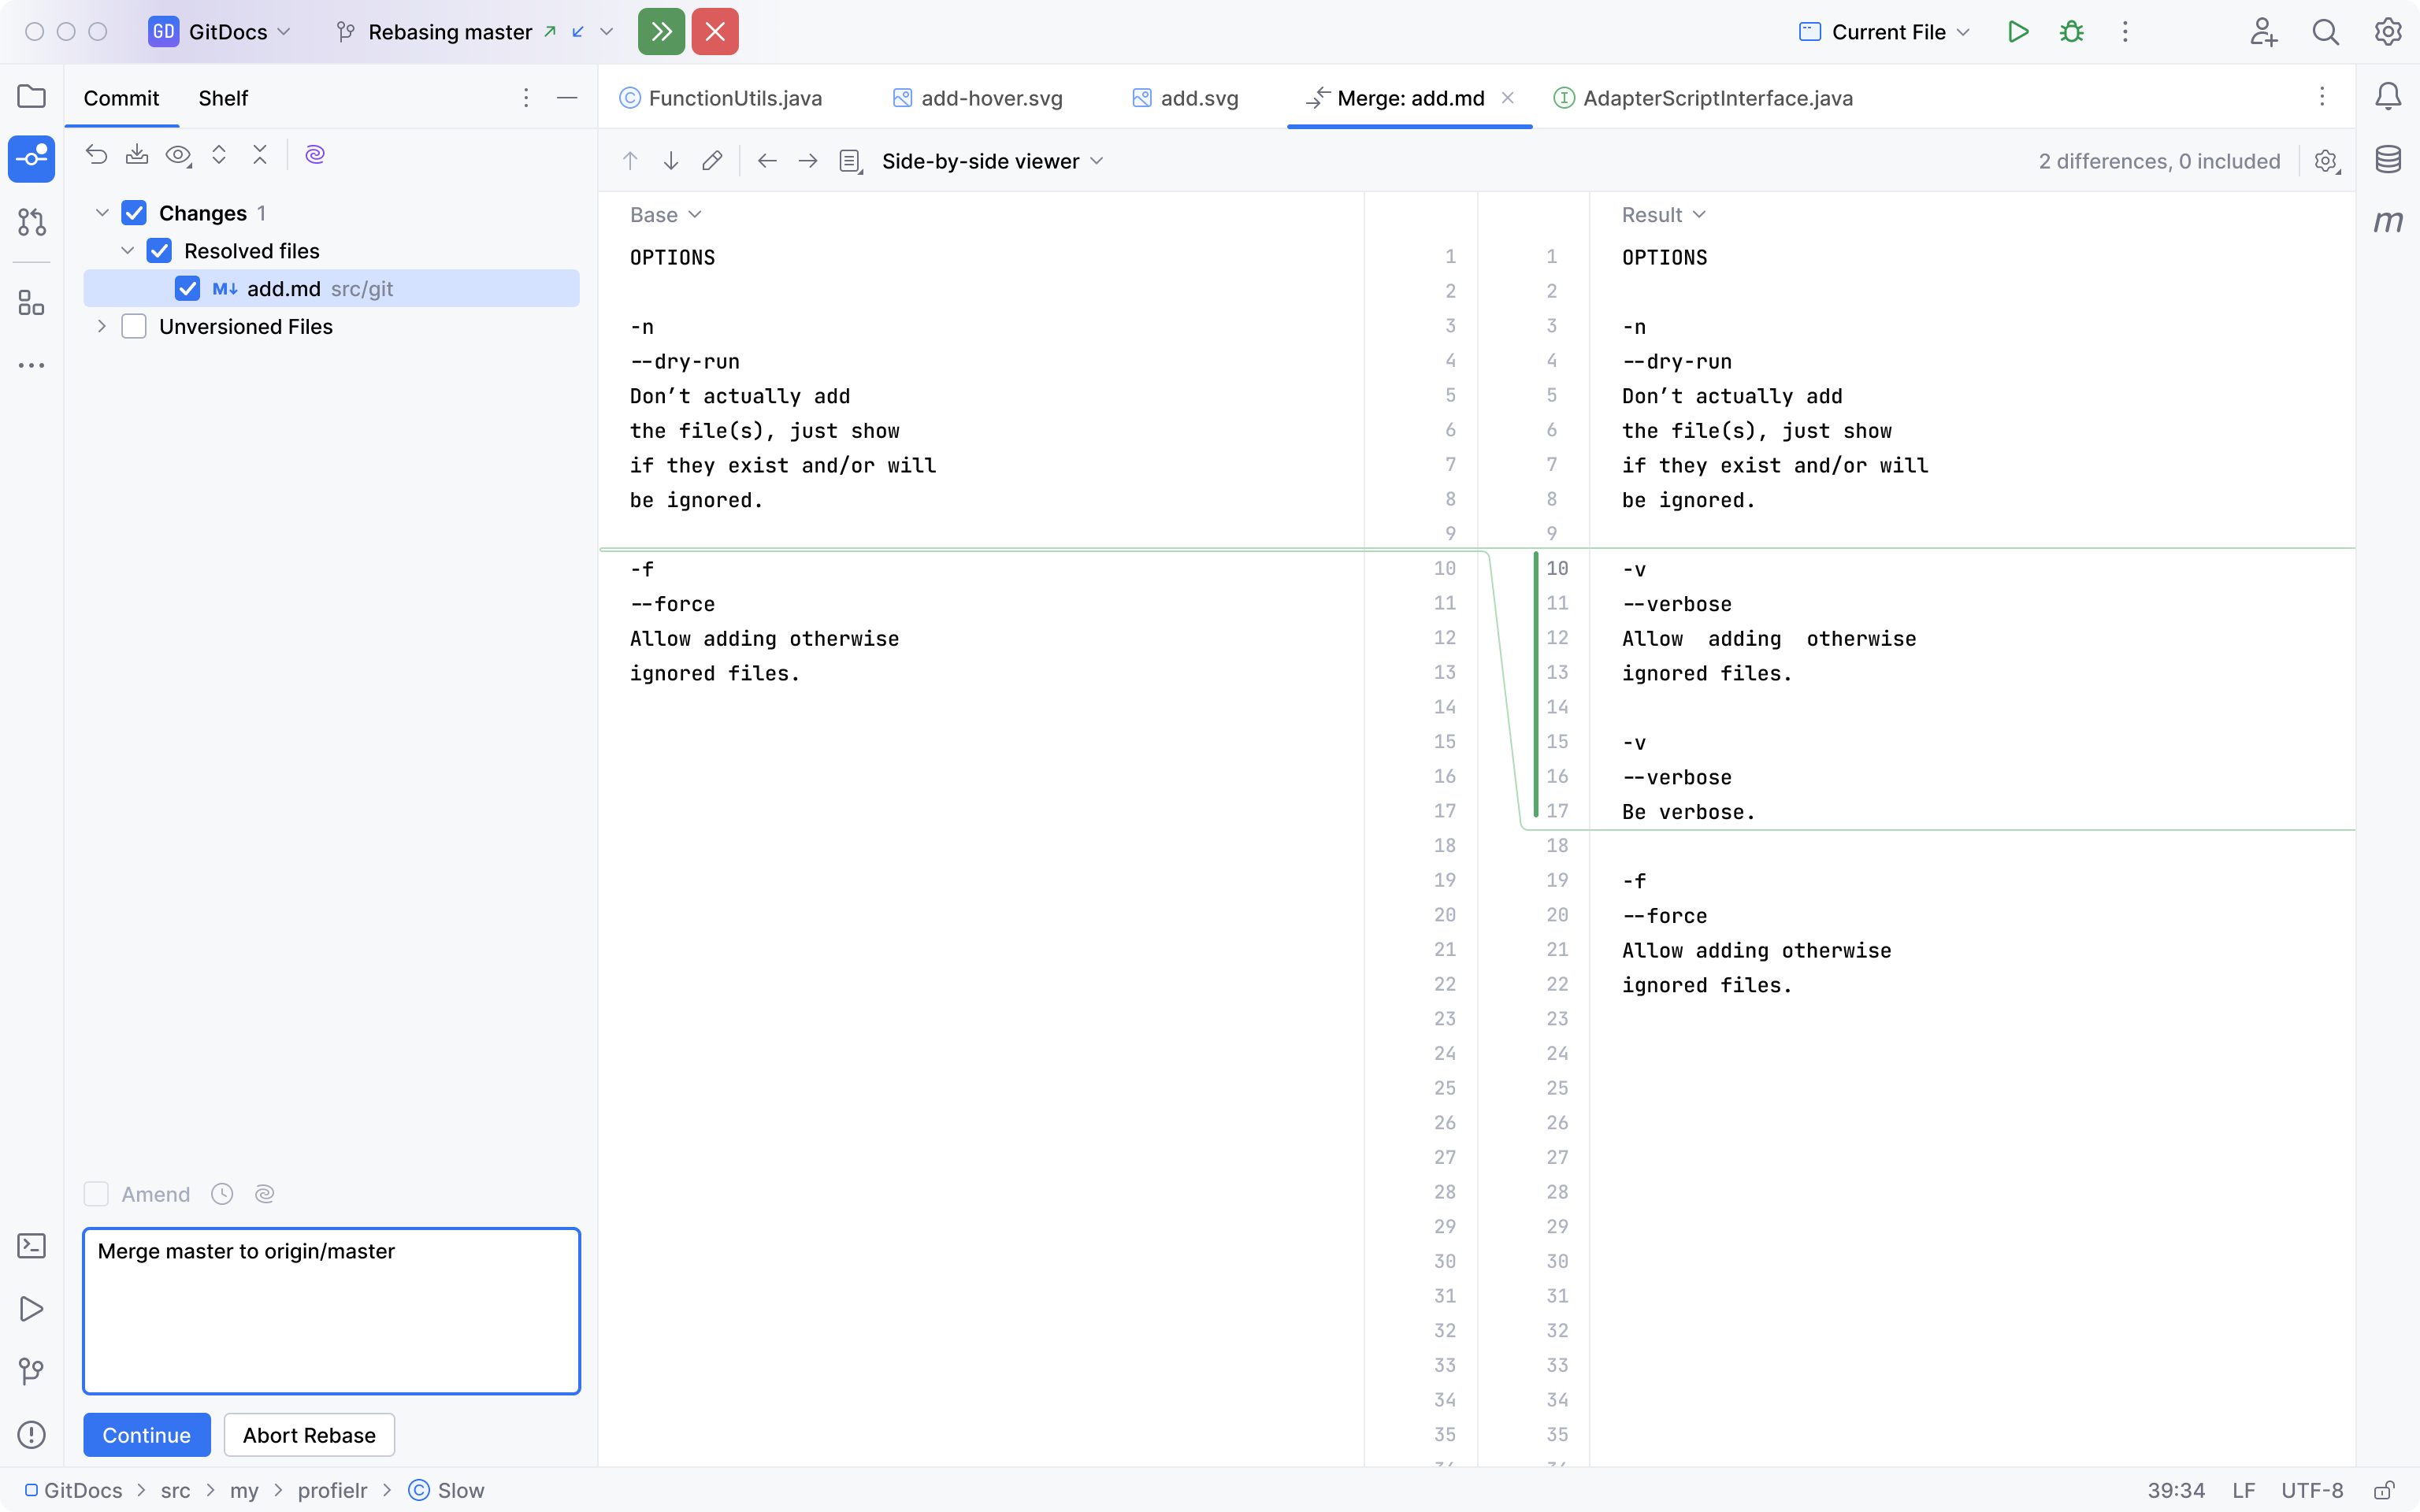 GD GitDocs Rebasing master Current File
Commit Shelf FunctionUtils.java add-hover.svg add.svg Merge: add.md AdapterScriptInterface.java
Side-by-side viewer 2 differences, 0 included
Changes 1
Resolved files
M↓ add.md src/git
Unversioned Files
Base Result
OPTIONS 1 1 OPTIONS
2 2
-n 3 3 -n
--dry-run 4 4 --dry-run
Don’t actually add 5 5 Don’t actually add
the file(s), just show 6 6 the file(s), just show
if they exist and/or will 7 7 if they exist and/or will
be ignored. 8 8 be ignored.
9 9
-f 10 10 -v
--force 11 11 --verbose
Allow adding otherwise 12 12 Allow  adding  otherwise
ignored files. 13 13 ignored files.
14 14
15 15 -v
16 16 --verbose
17 17 Be verbose.
18 18
19 19 -f
20 20 --force
21 21 Allow adding otherwise
22 22 ignored files.
23 23
24 24
25 25
26 26
27 27
28 28
29 29
30 30
31 31
32 32
33 33
34 34
35 35
m
Amend
Merge master to origin/master
Continue Abort Rebase
GitDocs > src > my > profielr > C Slow 39:34 LF UTF-8